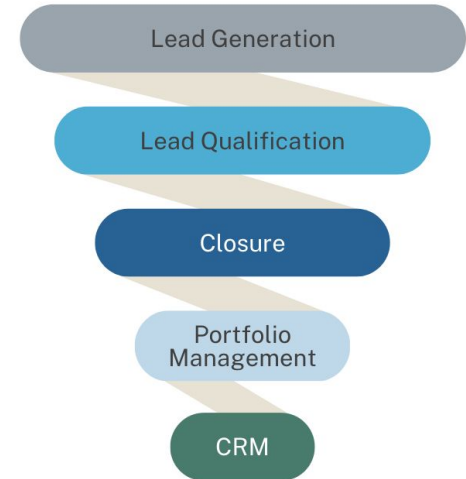 Lead Generation
Lead Qualification
Closure
Portfolio
Management
CRM